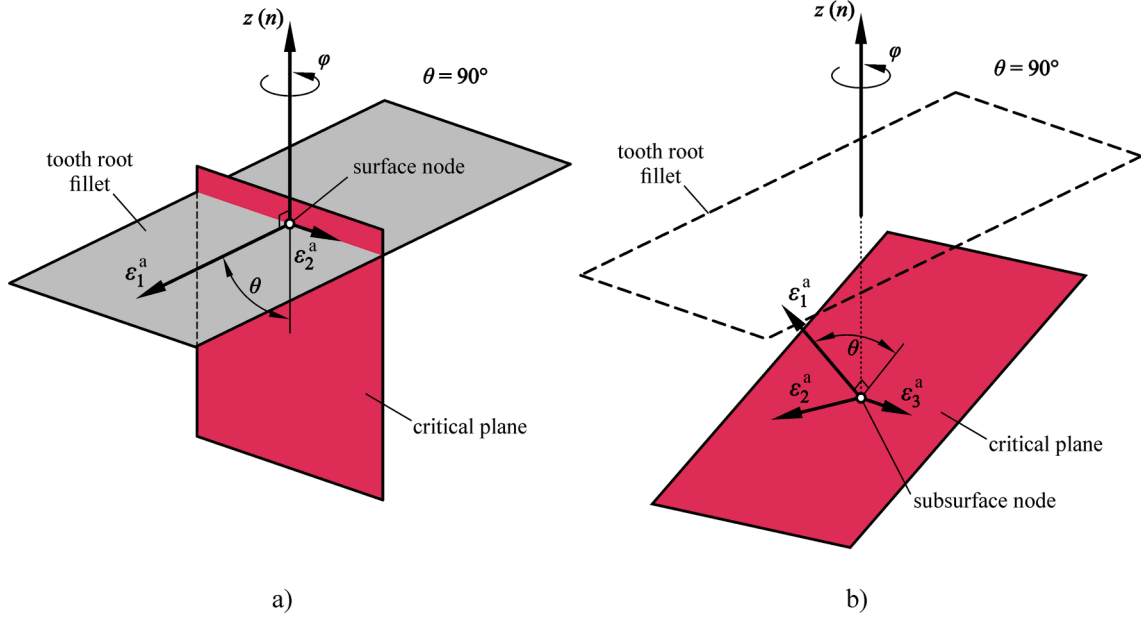 z (n)
φ
θ = 90°
tooth root
fillet
surface node
ε₁ᵃ
ε₂ᵃ
θ
critical plane
a)
z (n)
φ
θ = 90°
tooth root
fillet
ε₁ᵃ
θ
ε₂ᵃ
ε₃ᵃ
critical plane
subsurface node
b)